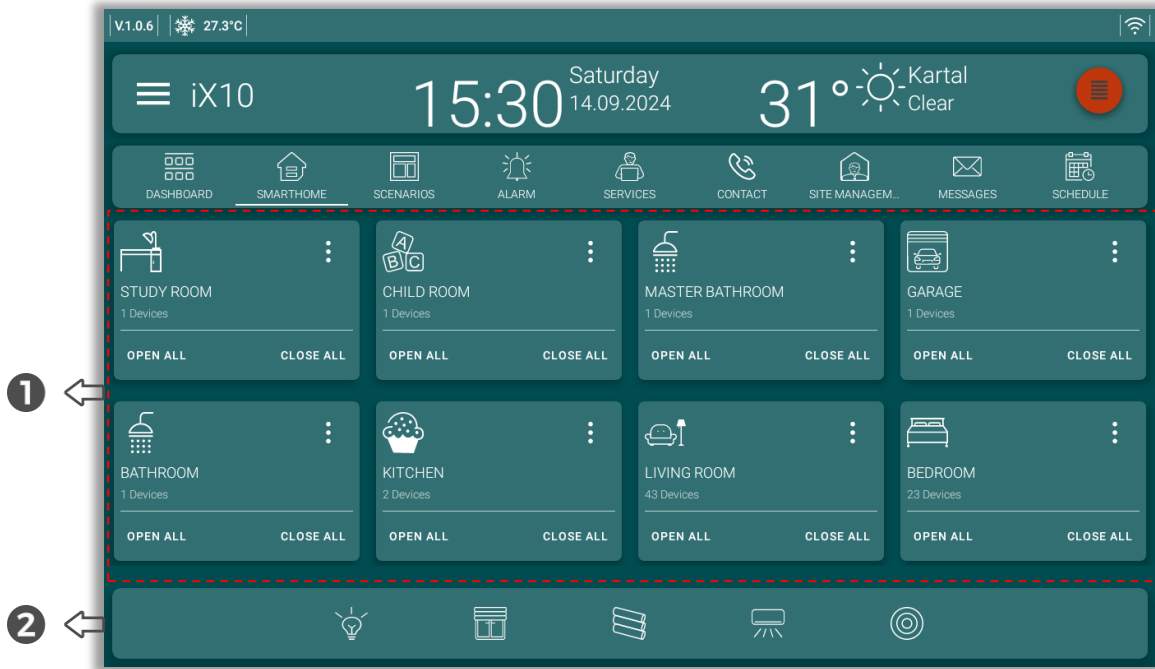 V.1.0.6 27.3°C
iX10
15:30
Saturday
14.09.2024
31°
Kartal
Clear
DASHBOARD SMARTHOME SCENARIOS ALARM SERVICES CONTACT SITE MANAGEM... MESSAGES SCHEDULE
1
STUDY ROOM
1 Devices
OPEN ALL CLOSE ALL
A
B C
CHILD ROOM
1 Devices
OPEN ALL CLOSE ALL
MASTER BATHROOM
1 Devices
OPEN ALL CLOSE ALL
GARAGE
1 Devices
OPEN ALL CLOSE ALL
BATHROOM
1 Devices
OPEN ALL CLOSE ALL
KITCHEN
2 Devices
OPEN ALL CLOSE ALL
LIVING ROOM
43 Devices
OPEN ALL CLOSE ALL
BEDROOM
23 Devices
OPEN ALL CLOSE ALL
2